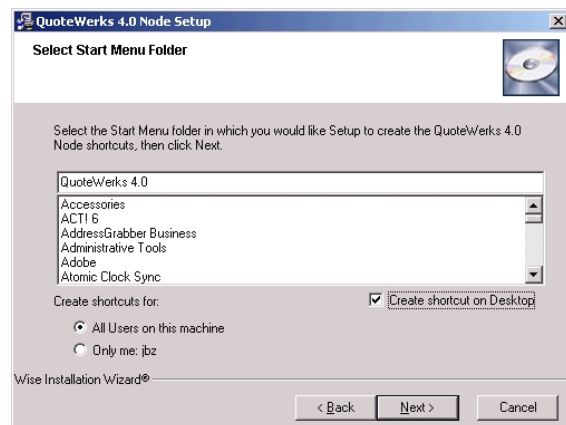 QuoteWerks 4.0 Node Setup
Select Start Menu Folder
Select the Start Menu folder in which you would like Setup to create the QuoteWerks 4.0
Node shortcuts, then click Next.
QuoteWerks 4.0
Accessories
ACT! 6
AddressGrabber Business
Administrative Tools
Adobe
Atomic Clock Sync
Create shortcuts for:
Create shortcut on Desktop
All Users on this machine
Only me: jbz
Wise Installation Wizard®
< Back
Next >
Cancel